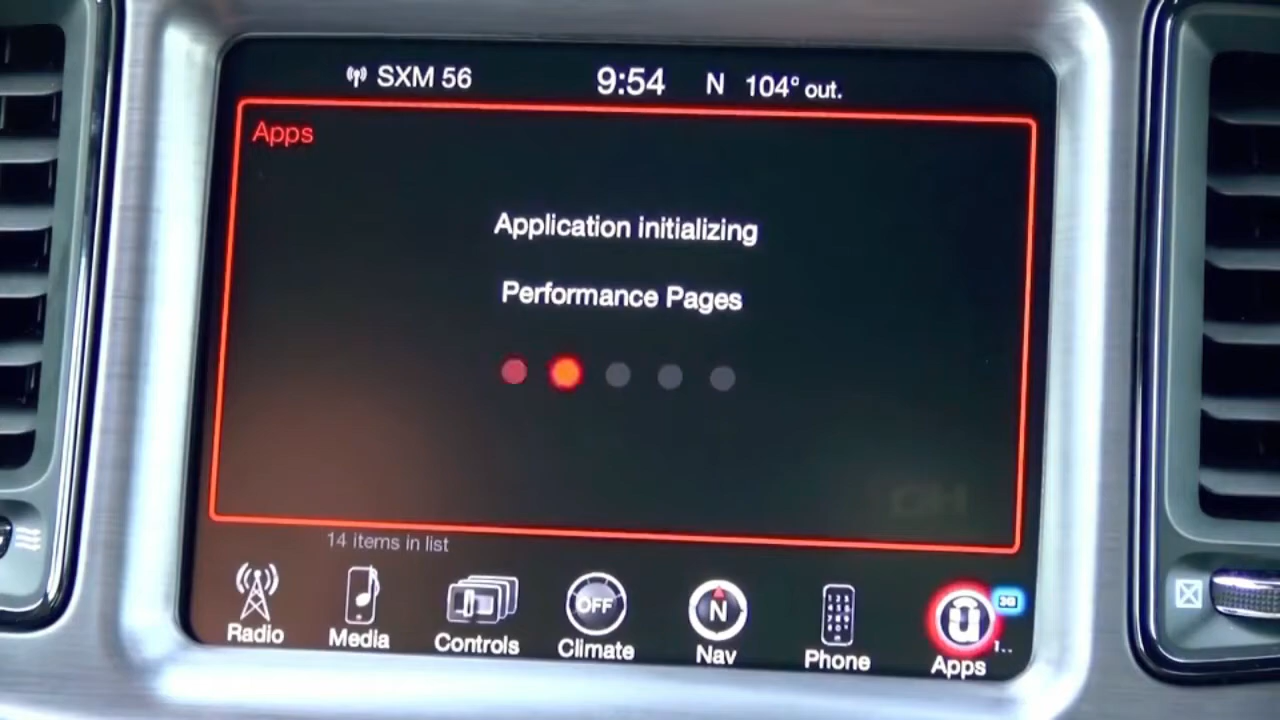 SXM 56 9:54 N 104° out.
Apps
Application initializing
Performance Pages
14 items in list
OFF
N
3G
Radio
Media
Controls
Climate
Nav
Phone
Apps